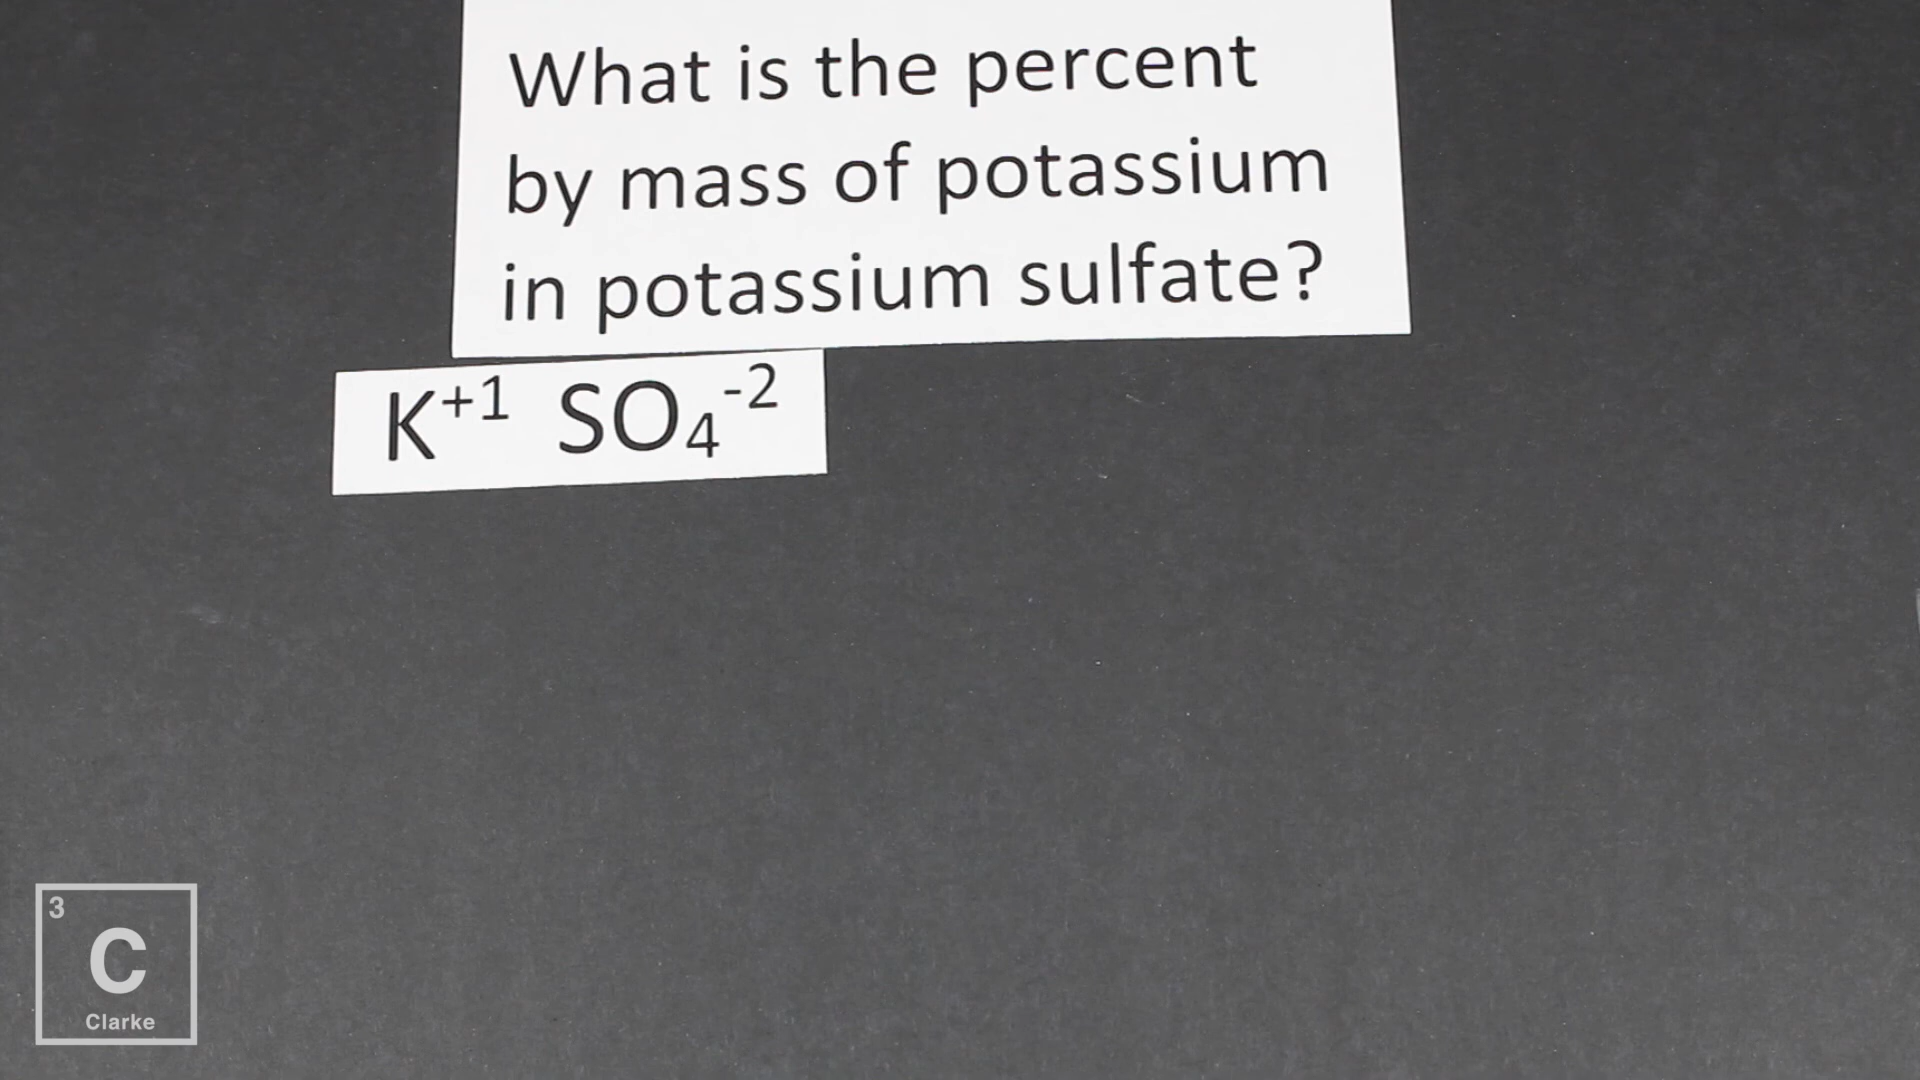 What is the percent
by mass of potassium
in potassium sulfate?
K⁺¹ SO₄⁻²
3
C
Clarke